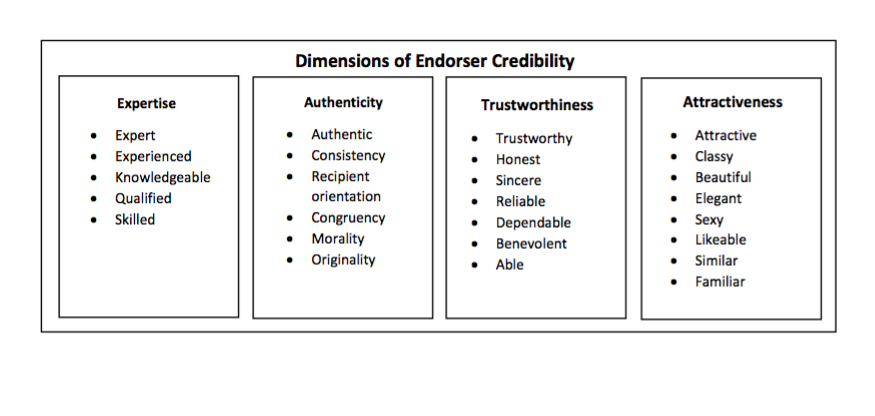 Dimensions of Endorser Credibility
Expertise
• Expert
• Experienced
• Knowledgeable
• Qualified
• Skilled
Authenticity
• Authentic
• Consistency
• Recipient
orientation
• Congruency
• Morality
• Originality
Trustworthiness
• Trustworthy
• Honest
• Sincere
• Reliable
• Dependable
• Benevolent
• Able
Attractiveness
• Attractive
• Classy
• Beautiful
• Elegant
• Sexy
• Likeable
• Similar
• Familiar